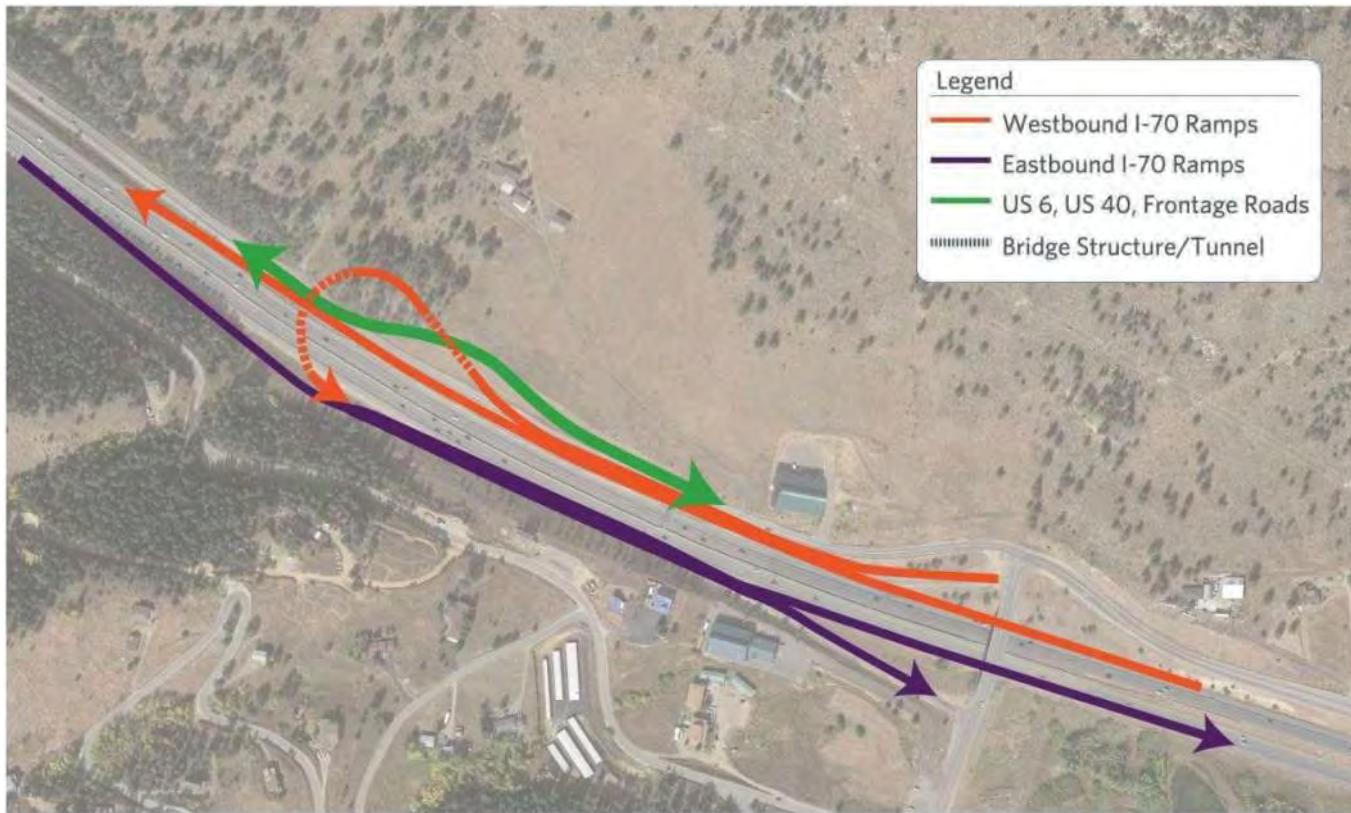 Legend
Westbound I-70 Ramps
Eastbound I-70 Ramps
US 6, US 40, Frontage Roads
Bridge Structure/Tunnel